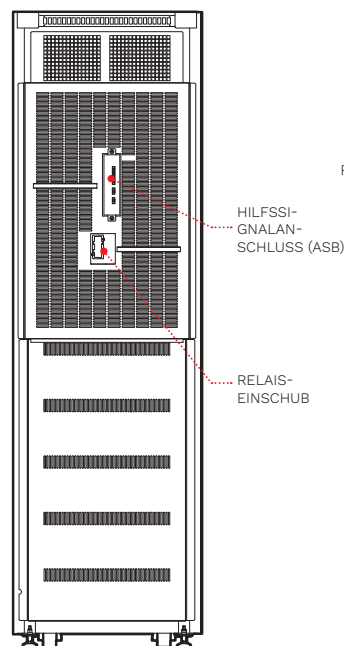 HILFSSI-
GNALAN-
SCHLUSS (ASB)
RELAIS-
EINSCHUB